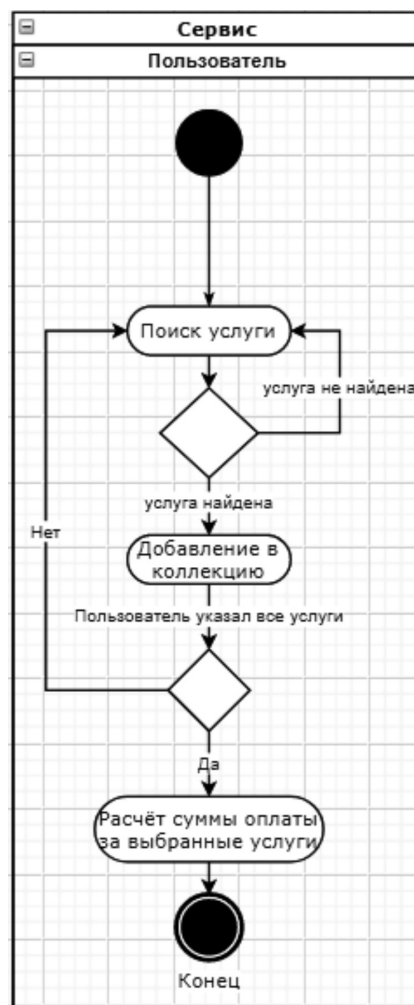 Сервис
Пользователь
Поиск услуги
услуга не найдена
услуга найдена
Нет
Добавление в
коллекцию
Пользователь указал все услуги
Да
Расчёт суммы оплаты
за выбранные услуги
Конец